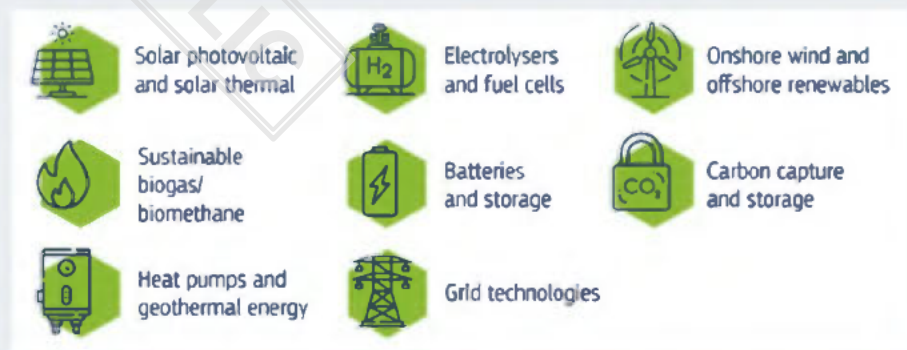 Solar photovoltaic
and solar thermal
H2
Electrolysers
and fuel cells
Onshore wind and
offshore renewables
Sustainable
biogas/
biomethane
Batteries
and storage
CO2
Carbon capture
and storage
Heat pumps and
geothermal energy
Grid technologies